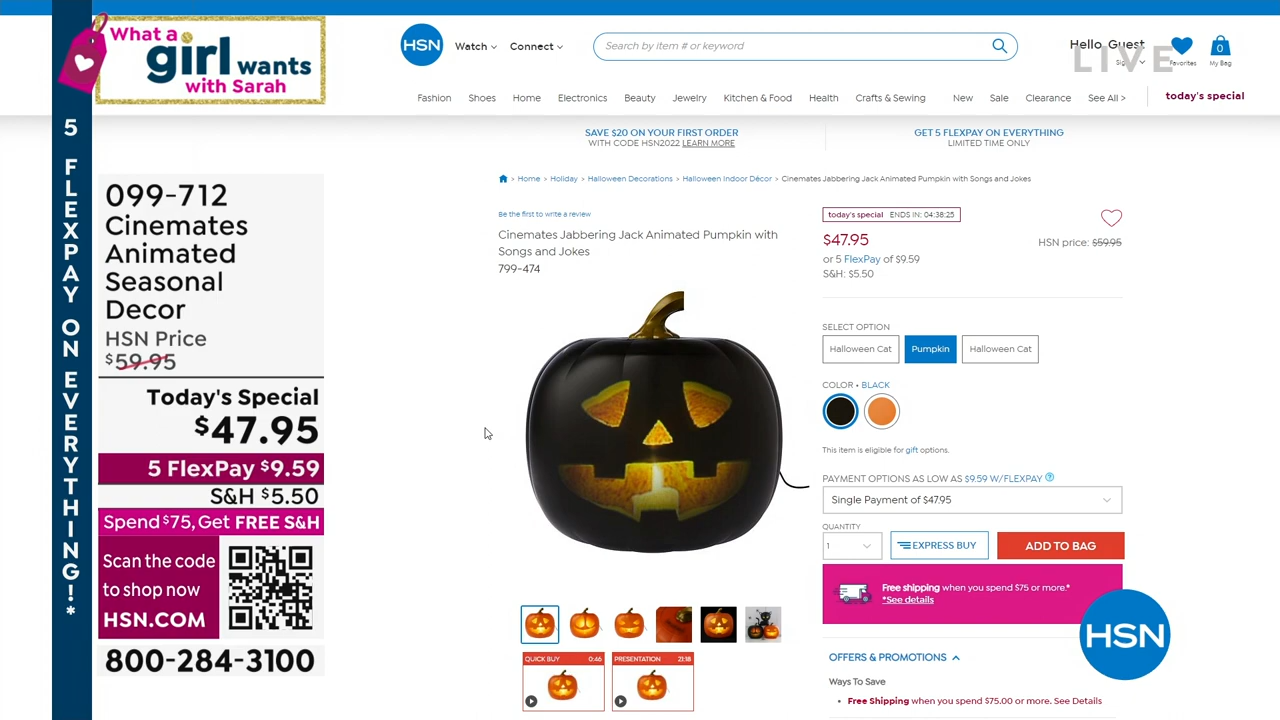 What a
girl wants
with Sarah
5 FLEXPAY ON EVERYTHING!*
099-712
Cinemates
Animated
Seasonal
Decor
HSN Price
$59.95
Today's Special
$47.95
5 FlexPay $9.59
S&H $5.50
Spend $75, Get FREE S&H
Scan the code
to shop now
HSN.COM
800-284-3100
HSN
Watch
Connect
Search by item # or keyword
Hello, Guest
LIVE
Favorites
0
My Bag
Fashion Shoes Home Electronics Beauty Jewelry Kitchen & Food Health Crafts & Sewing New Sale Clearance See All > today's special
SAVE $20 ON YOUR FIRST ORDER
WITH CODE HSN2022 LEARN MORE
GET 5 FLEXPAY ON EVERYTHING
LIMITED TIME ONLY
> Home > Holiday > Halloween Decorations > Halloween Indoor Décor > Cinemates Jabbering Jack Animated Pumpkin with Songs and Jokes
Be the first to write a review
Cinemates Jabbering Jack Animated Pumpkin with
Songs and Jokes
799-474
QUICK BUY 0:46
PRESENTATION 21:18
today's special ENDS IN: 04:38:25
$47.95
HSN price: $59.95
or 5 FlexPay of $9.59
S&H: $5.50
SELECT OPTION
Halloween Cat
Pumpkin
Halloween Cat
COLOR • BLACK
This item is eligible for gift options.
PAYMENT OPTIONS AS LOW AS $9.59 W/FLEXPAY
Single Payment of $47.95
QUANTITY
1
EXPRESS BUY
ADD TO BAG
Free shipping when you spend $75 or more.*
*See details
HSN
OFFERS & PROMOTIONS
Ways To Save
• Free Shipping when you spend $75.00 or more. See Details